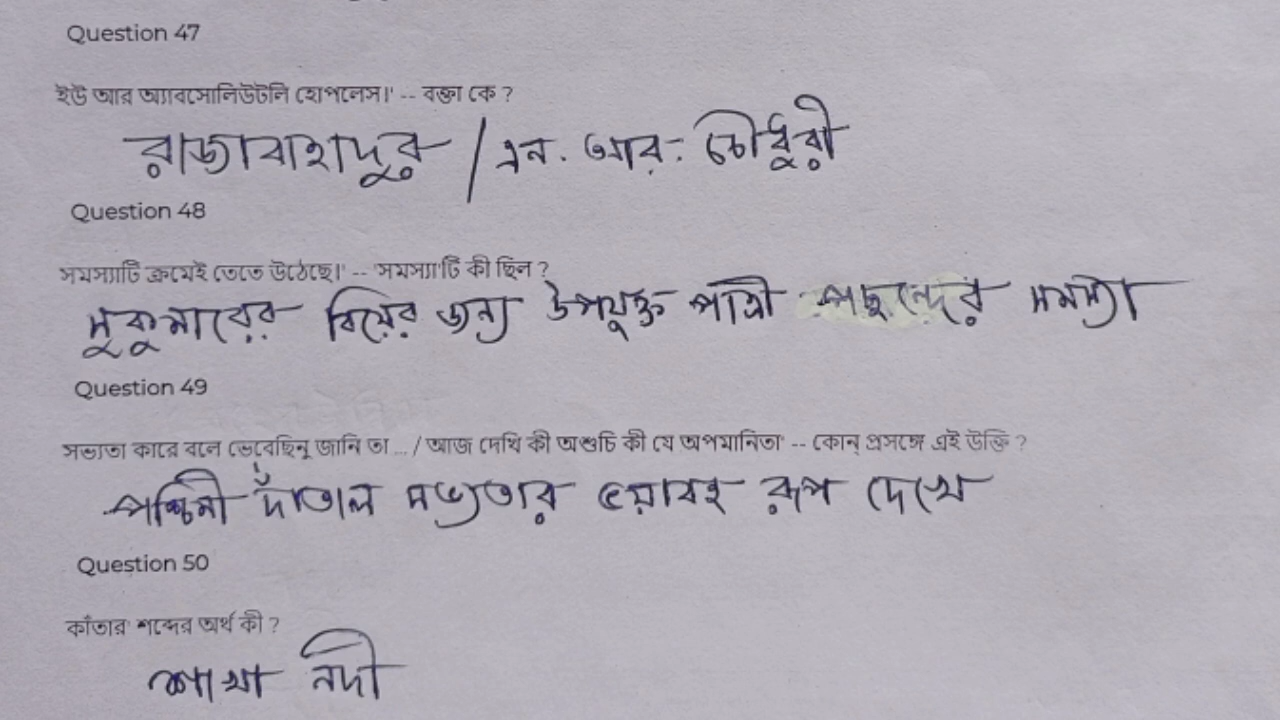 Question 47
ইউ আর অ্যাবসোলিউটলি হোপলেস।' -- বক্তা কে ?
রাজাবাহাদুর / এন. আর. চৌধুরী
Question 48
সমস্যাটি ক্রমেই তেতে উঠেছে।' -- 'সমস্যা'টি কী ছিল ?
সুকুমারের বিয়ের জন্য উপযুক্ত পাত্রী পছন্দের সমস্যা
Question 49
সভ্যতা কারে বলে ভেবেছিনু জানি তা ... / আজ দেখি কী অশুচি কী যে অপমানিতা' -- কোন্ প্রসঙ্গে এই উক্তি ?
পশ্চিমী দাঁতাল সভ্যতার ভয়াবহ রূপ দেখে
Question 50
কাঁতার' শব্দের অর্থ কী ?
শাখা নদী